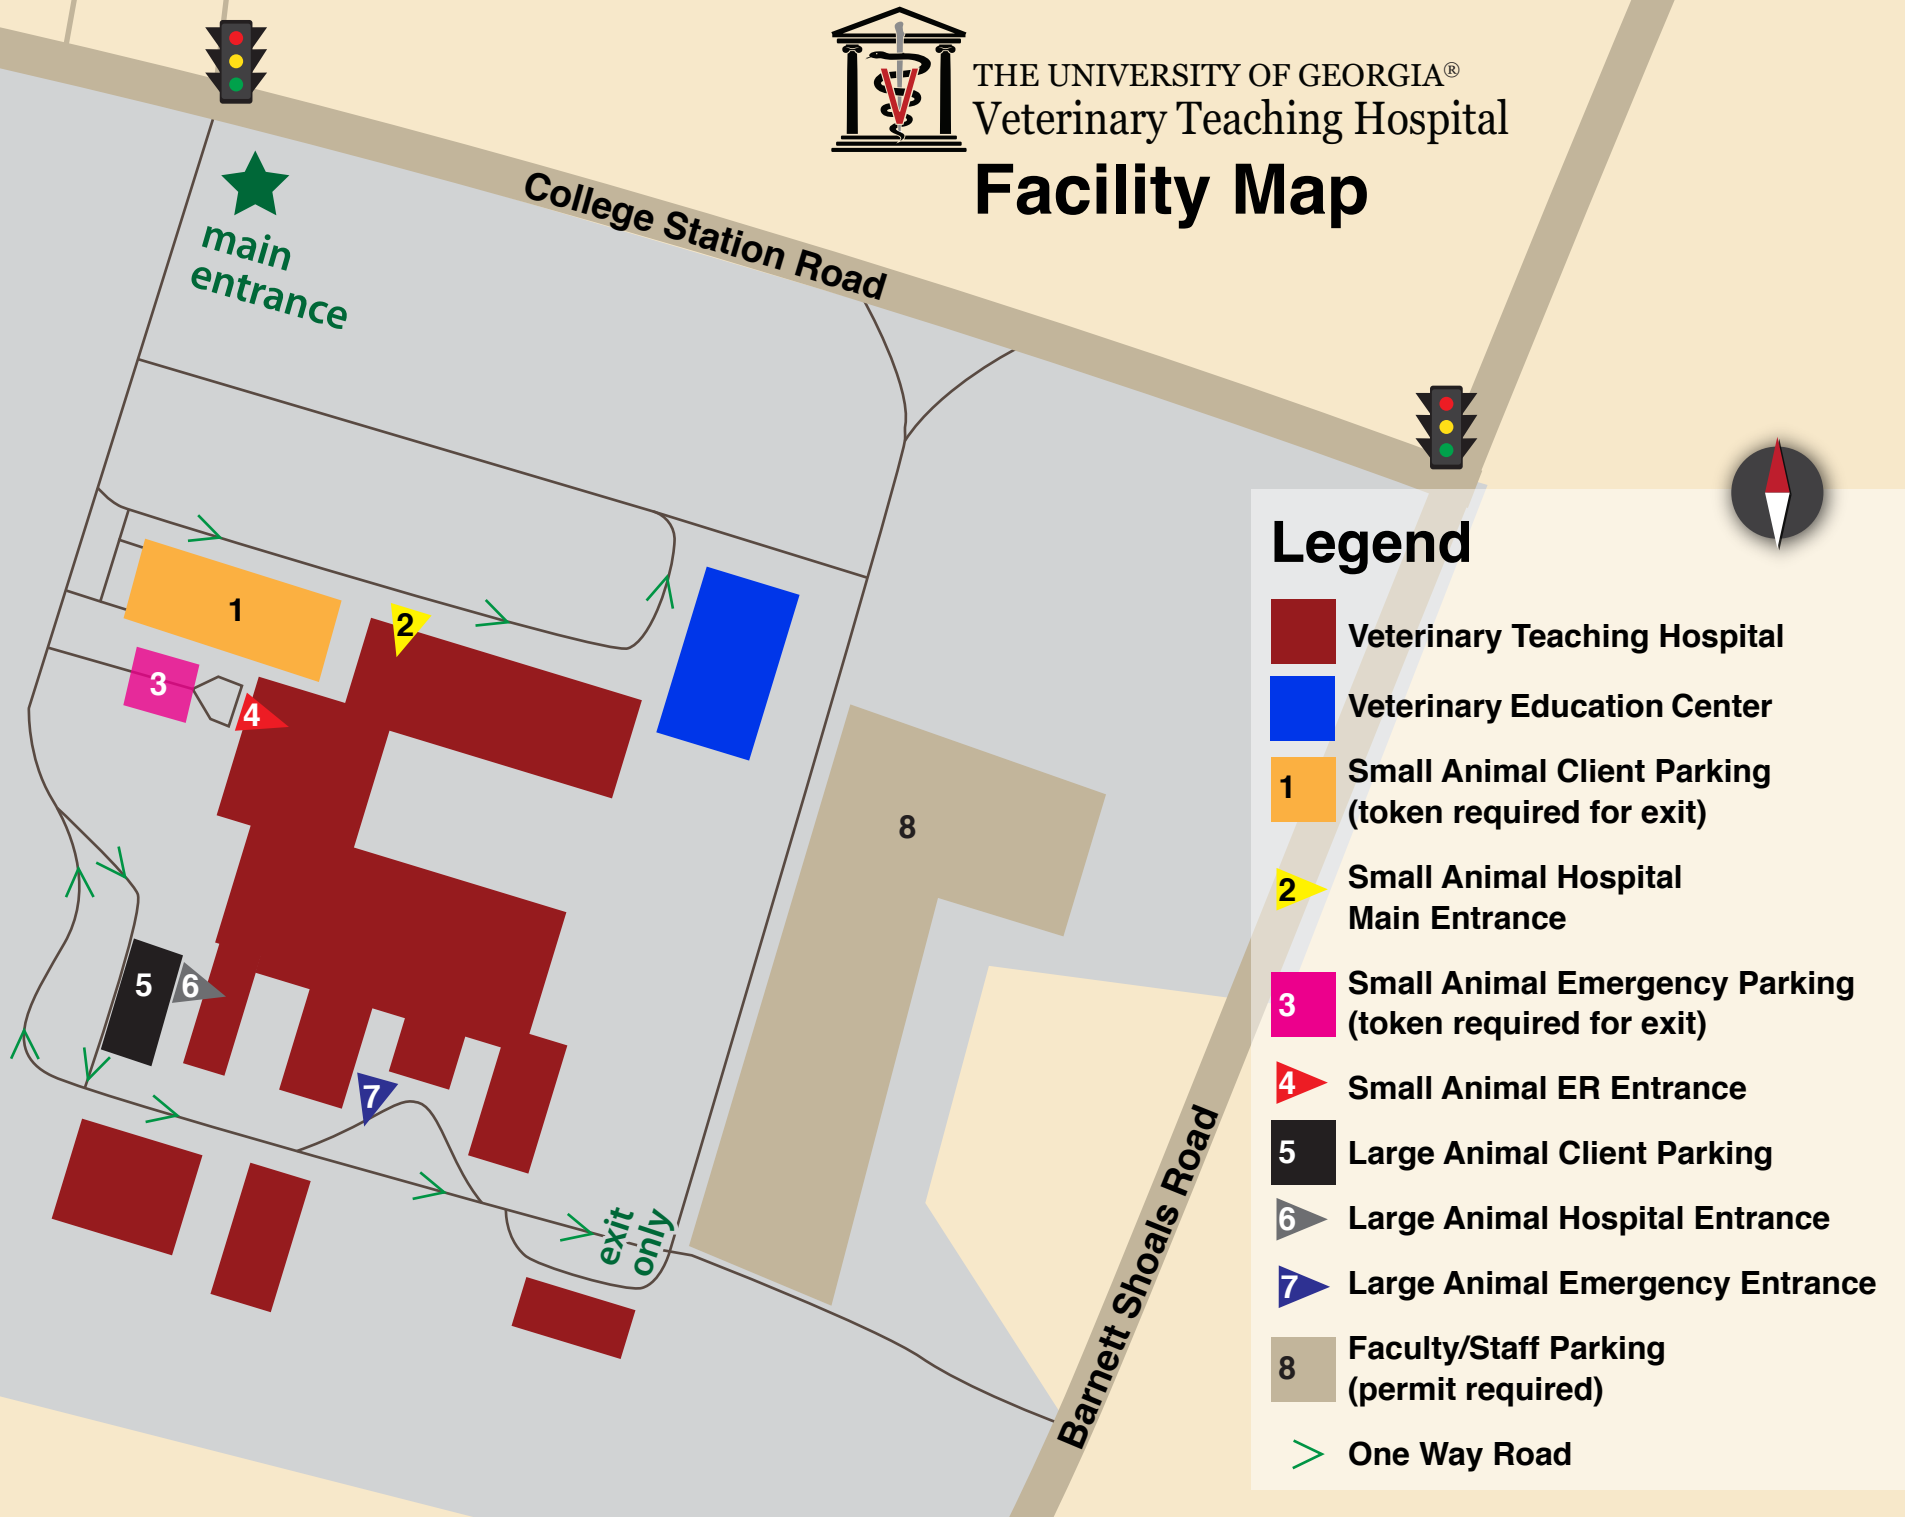 THE UNIVERSITY OF GEORGIA®
Veterinary Teaching Hospital
Facility Map
College Station Road
main
entrance
1
2
3
4
5
6
7
8
exit
only
Barnett Shoals Road
Legend
Veterinary Teaching Hospital
Veterinary Education Center
1 Small Animal Client Parking
(token required for exit)
2 Small Animal Hospital
Main Entrance
3 Small Animal Emergency Parking
(token required for exit)
4 Small Animal ER Entrance
5 Large Animal Client Parking
6 Large Animal Hospital Entrance
7 Large Animal Emergency Entrance
8 Faculty/Staff Parking
(permit required)
One Way Road